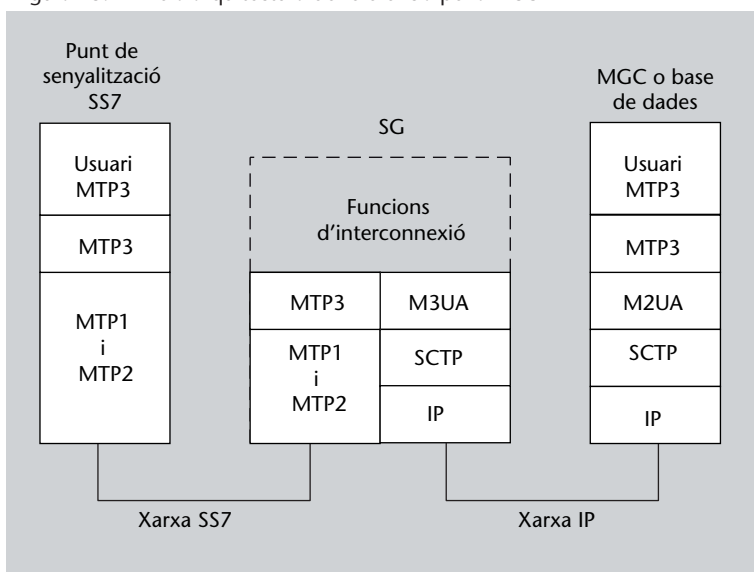 Punt de
senyalització
SS7
Usuari
MTP3
MTP3
MTP1
i
MTP2
SG
Funcions
d'interconnexió
MTP3
M3UA
MTP1
i
MTP2
SCTP
IP
MGC o base
de dades
Usuari
MTP3
MTP3
M2UA
SCTP
IP
Xarxa SS7
Xarxa IP